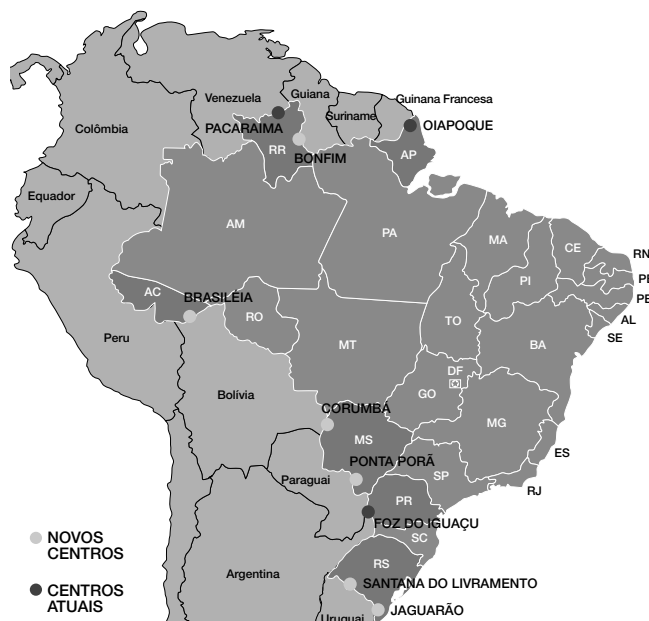 Venezuela
Guiana
Guinana Francesa
Suriname
Colômbia
PACARAIMA
OIAPOQUE
RR
BONFIM
AP
Equador
AM
PA
MA
CE
RN
PI
PE
AC
BRASILÉIA
RO
TO
AL
SE
Peru
MT
BA
DF
GO
Bolívia
CORUMBÁ
MS
MG
ES
PONTA PORÃ
SP
RJ
Paraguai
PR
FOZ DO IGUAÇU
SC
NOVOS
CENTROS
RS
Argentina
SANTANA DO LIVRAMENTO
CENTROS
ATUAIS
JAGUARÃO
Uruguai